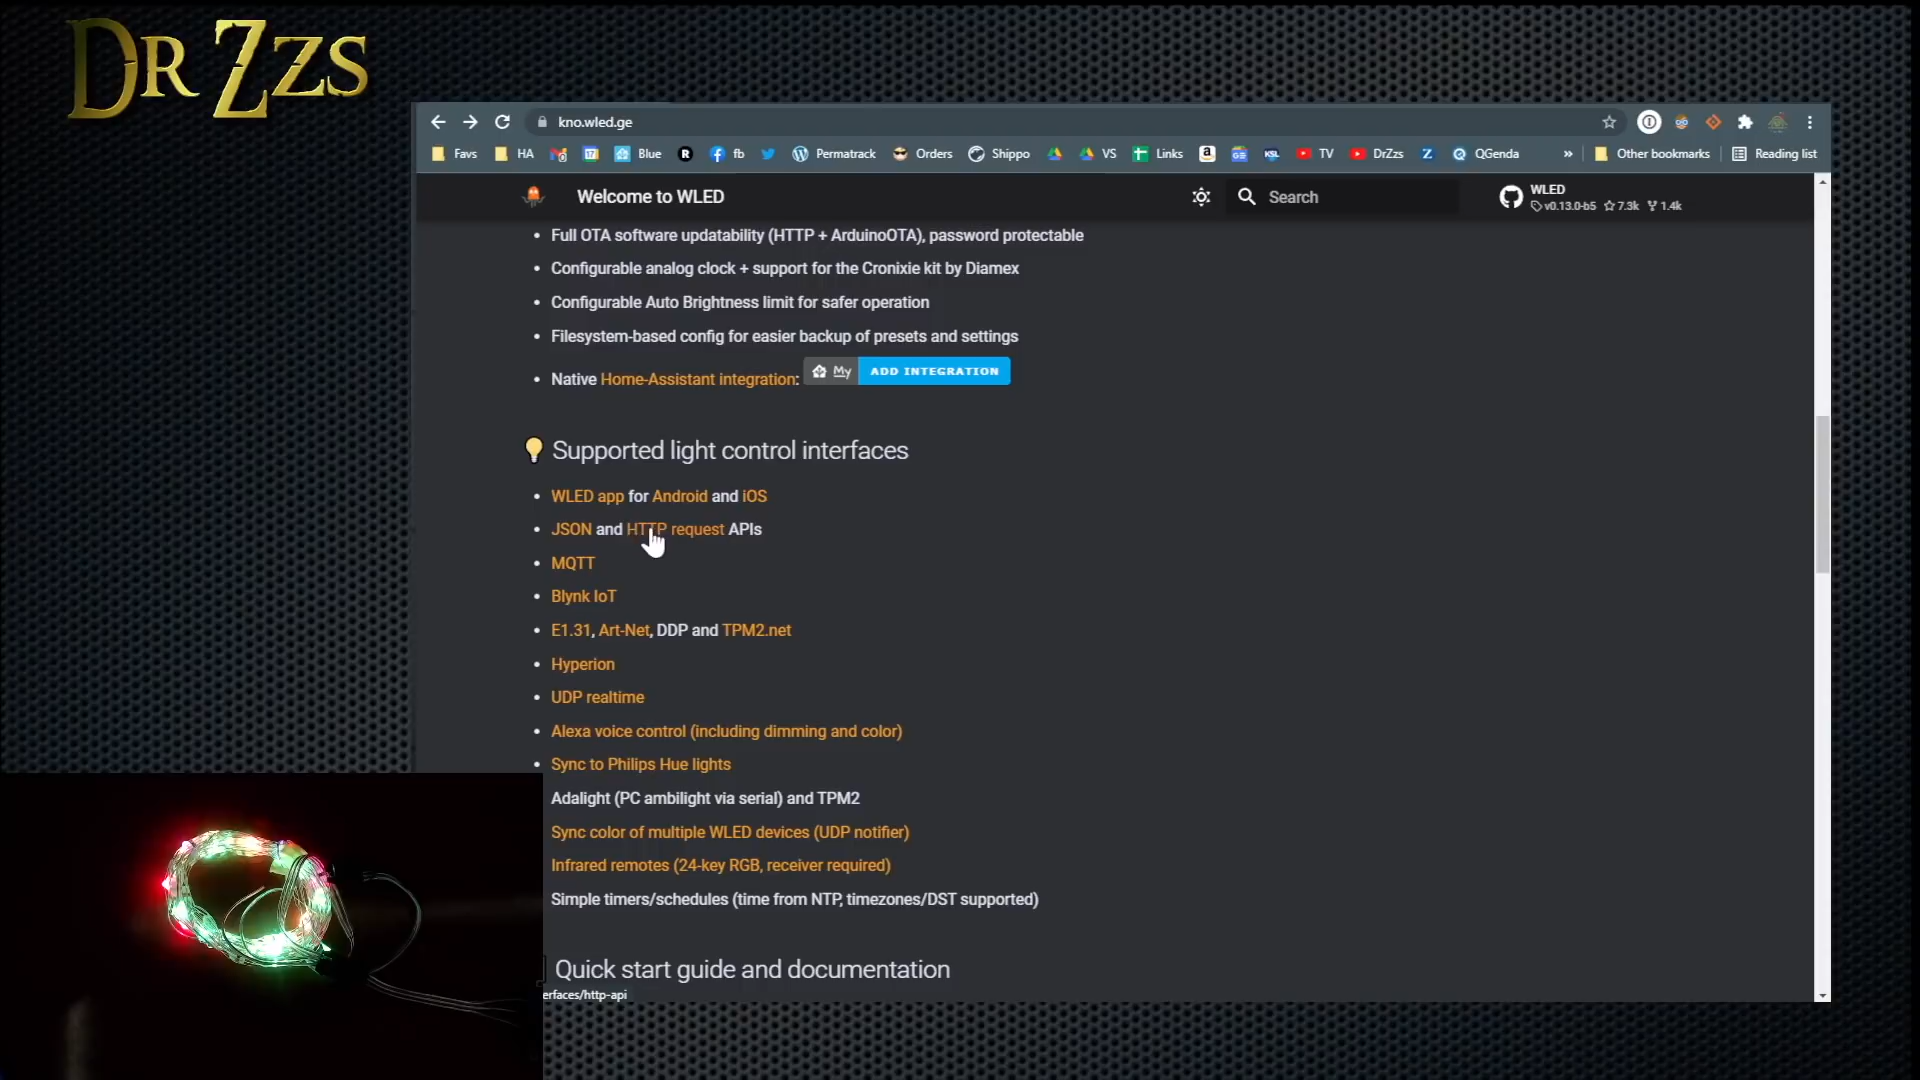 DR ZZS
kno.wled.ge
Favs HA 17 Blue R fb Permatrack Orders Shippo VS Links a GE KSL TV DrZzs Z QGenda » Other bookmarks Reading list
Welcome to WLED
Search
WLED
v0.13.0-b5 7.3k 1.4k
• Full OTA software updatability (HTTP + ArduinoOTA), password protectable
• Configurable analog clock + support for the Cronixie kit by Diamex
• Configurable Auto Brightness limit for safer operation
• Filesystem-based config for easier backup of presets and settings
• Native Home-Assistant integration: My ADD INTEGRATION
Supported light control interfaces
• WLED app for Android and iOS
• JSON and HTTP request APIs
• MQTT
• Blynk IoT
• E1.31, Art-Net, DDP and TPM2.net
• Hyperion
• UDP realtime
• Alexa voice control (including dimming and color)
• Sync to Philips Hue lights
Adalight (PC ambilight via serial) and TPM2
Sync color of multiple WLED devices (UDP notifier)
Infrared remotes (24-key RGB, receiver required)
Simple timers/schedules (time from NTP, timezones/DST supported)
Quick start guide and documentation
erfaces/http-api